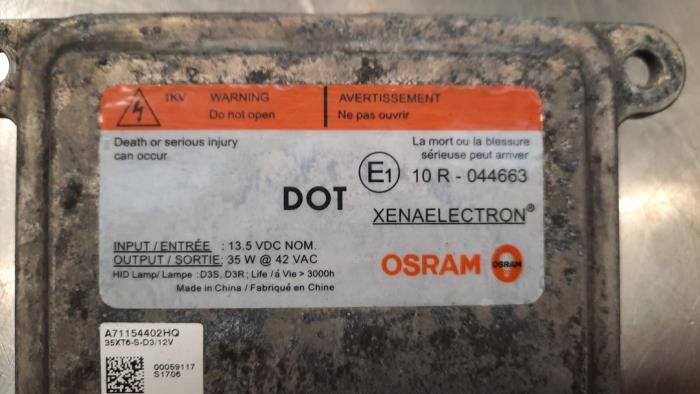 1KV WARNING AVERTISSEMENT
Do not open Ne pas ouvrir
Death or serious injury
can occur
La mort ou la blessure
sérieuse peut arriver
E1 10 R - 044663
DOT
XENAELECTRON®
INPUT / ENTRÉE : 13.5 VDC NOM.
OUTPUT / SORTIE: 35 W @ 42 VAC
HID Lamp/ Lampe : D3S, D3R ; Life /á Vie > 3000h
Made in China / Fabriqué en Chine
OSRAM OSRAM
A71154402HQ
35XT6-S-D3/12V
00059117
S1706